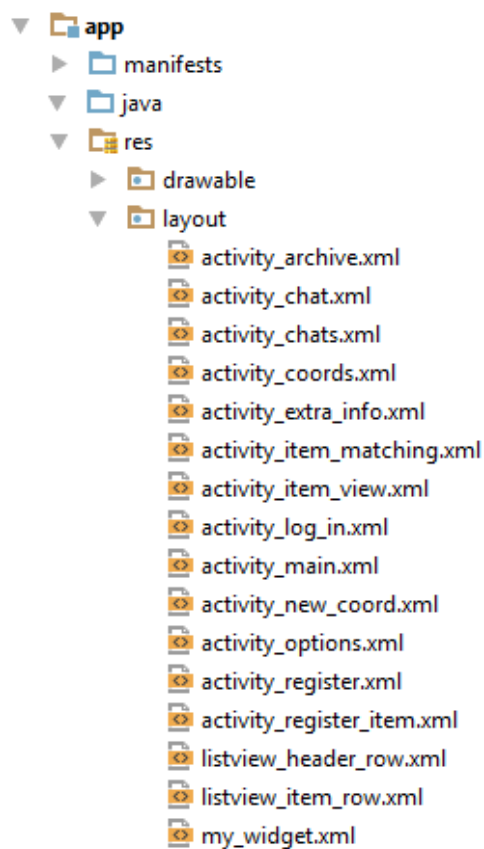 app
manifests
java
res
drawable
layout
activity_archive.xml
activity_chat.xml
activity_chats.xml
activity_coords.xml
activity_extra_info.xml
activity_item_matching.xml
activity_item_view.xml
activity_log_in.xml
activity_main.xml
activity_new_coord.xml
activity_options.xml
activity_register.xml
activity_register_item.xml
listview_header_row.xml
listview_item_row.xml
my_widget.xml